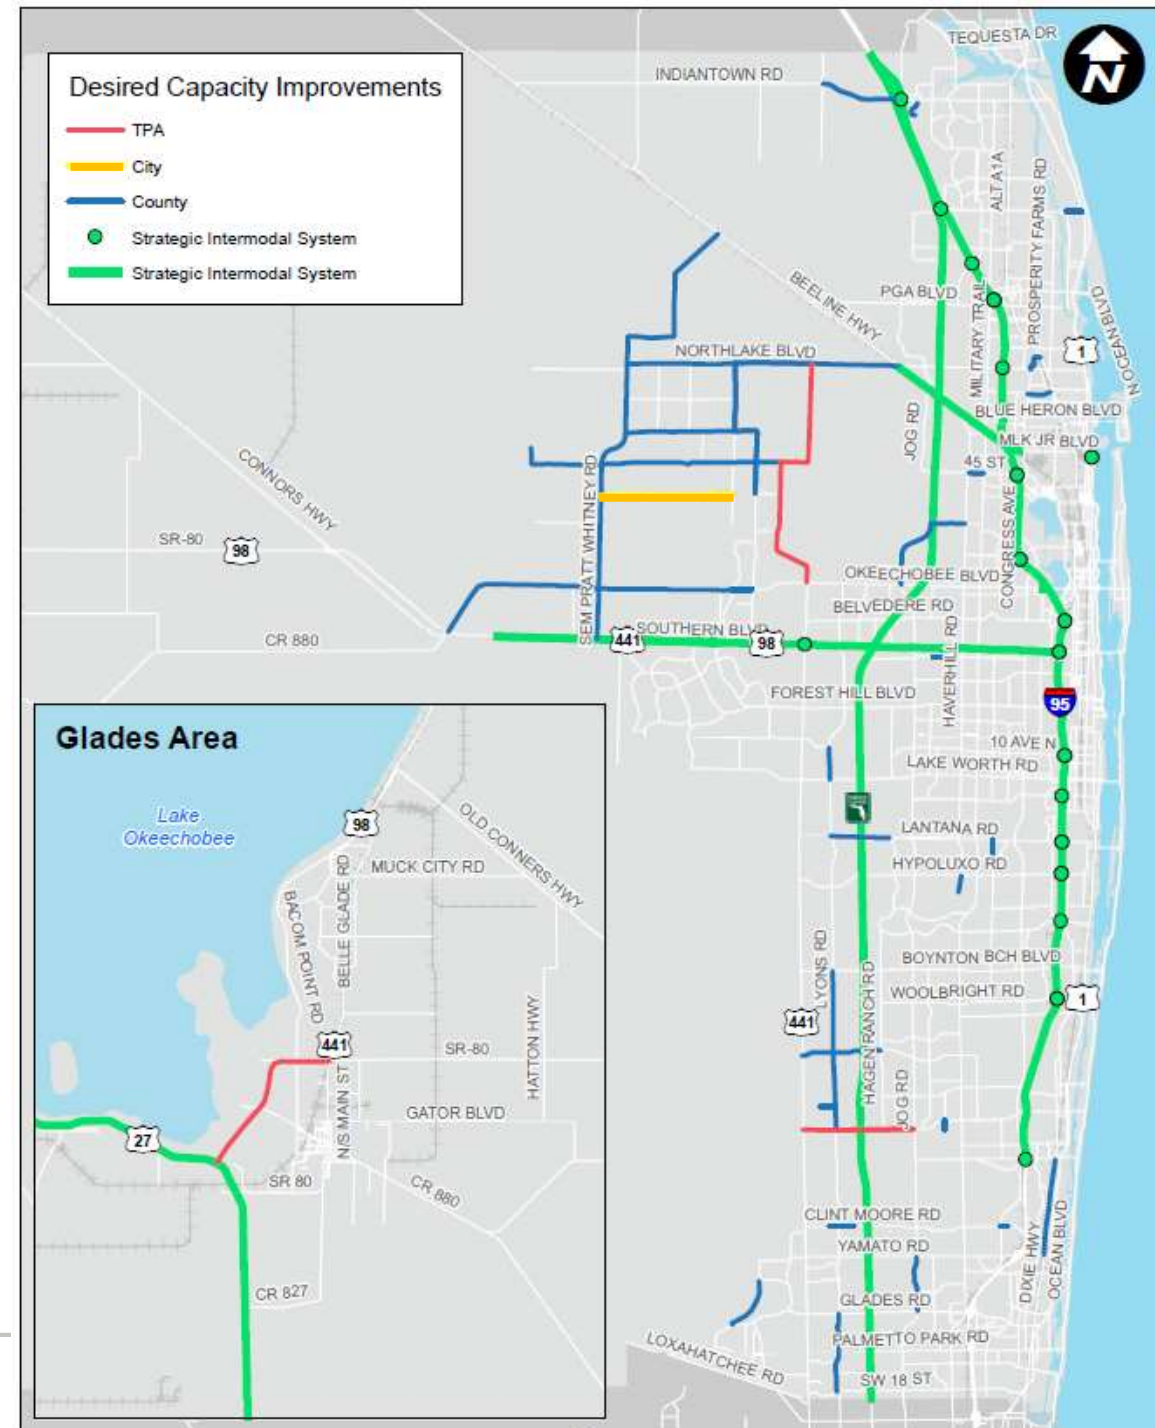 Desired Capacity Improvements
TPA
City
County
Strategic Intermodal System
Strategic Intermodal System
N
TEQUESTA DR
INDIANTOWN RD
ALT A1A
PROSPERITY FARMS RD
BEELINE HWY
PGA BLVD
MILITARY TRAIL
N OCEAN BLVD
1
NORTHLAKE BLVD
JOG RD
BLUE HERON BLVD
MLK JR BLVD
45 ST
CONNORS HWY
SEM PRATT WHITNEY RD
CONGRESS AVE
SR-80
98
OKEECHOBEE BLVD
BELVEDERE RD
CR 880
441
SOUTHERN BLVD
98
HAVERHILL RD
FOREST HILL BLVD
95
10 AVE N
LAKE WORTH RD
LANTANA RD
HYPOLUXO RD
LYONS RD
BOYNTON BCH BLVD
WOOLBRIGHT RD
1
441
HAGEN RANCH RD
JOG RD
CLINT MOORE RD
YAMATO RD
DIXIE HWY
OCEAN BLVD
GLADES RD
PALMETTO PARK RD
LOXAHATCHEE RD
SW 18 ST
Glades Area
Lake
Okeechobee
98
OLD CONNERS HWY
MUCK CITY RD
BACOM POINT RD
BELLE GLADE RD
441
SR-80
HATTON HWY
N/S MAIN ST
GATOR BLVD
27
SR 80
CR 880
CR 827